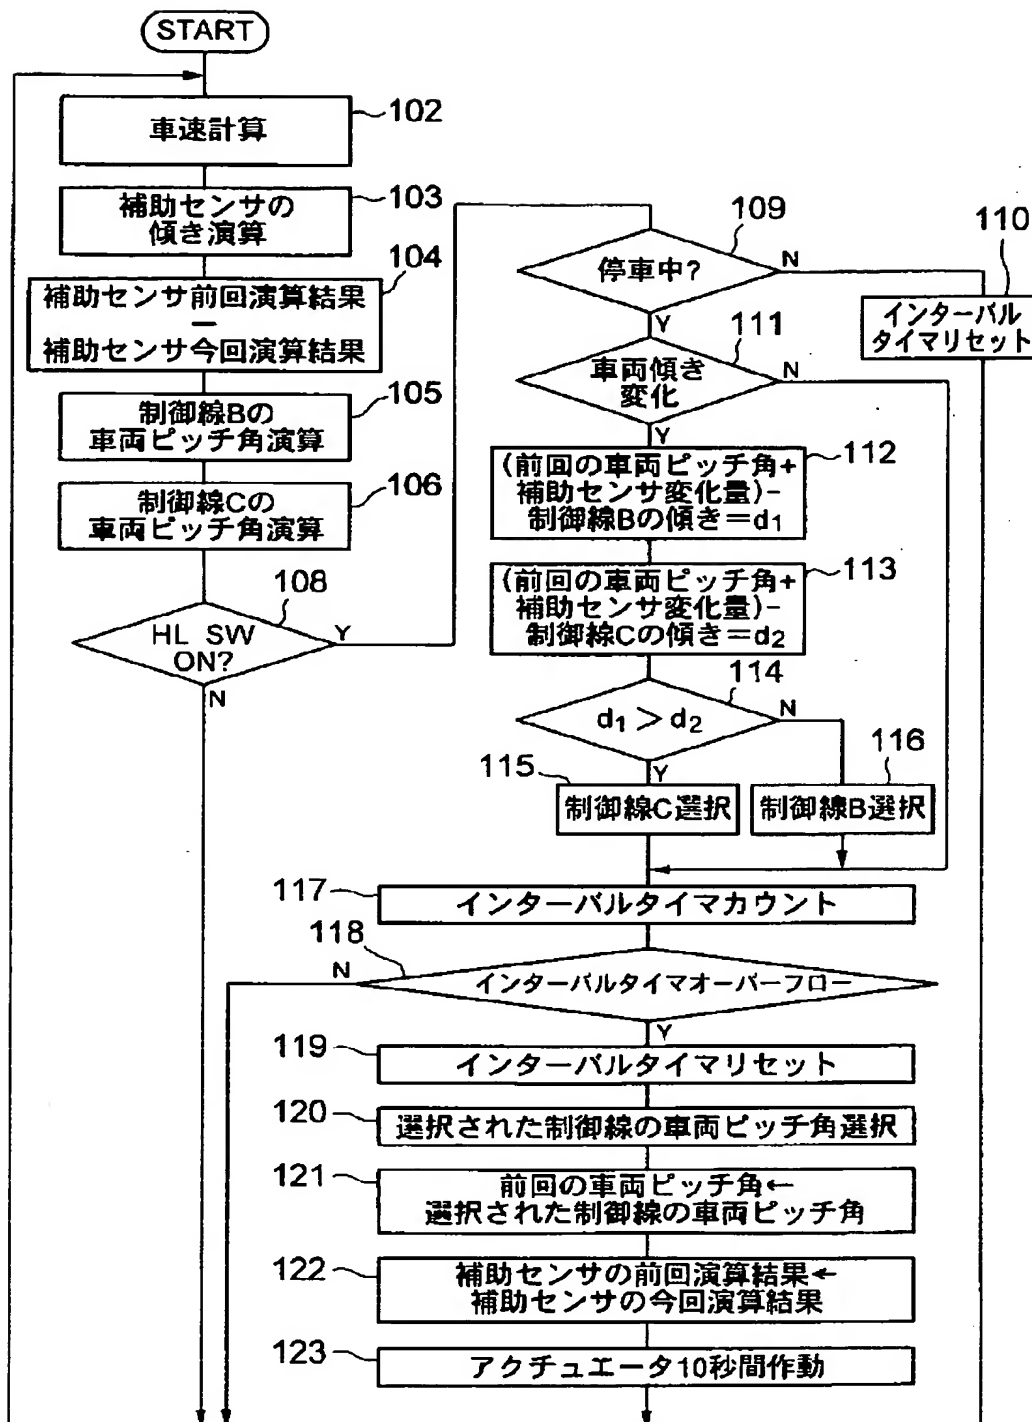 START
102
車速計算
103
補助センサの
傾き演算
104
補助センサ前回演算結果
ー
補助センサ今回演算結果
105
制御線Bの
車両ピッチ角演算
106
制御線Cの
車両ピッチ角演算
108
HL SW
ON?
Y
N
109
停車中?
N
Y
110
インターバル
タイマリセット
111
車両傾き
変化
N
Y
112
(前回の車両ピッチ角+
補助センサ変化量)-
制御線Bの傾き=d1
113
(前回の車両ピッチ角+
補助センサ変化量)-
制御線Cの傾き=d2
114
d1>d2
N
Y
115
制御線C選択
116
制御線B選択
117
インターバルタイマカウント
118
インターバルタイマオーバーフロー
N
Y
119
インターバルタイマリセット
120
選択された制御線の車両ピッチ角選択
121
前回の車両ピッチ角←
選択された制御線の車両ピッチ角
122
補助センサの前回演算結果←
補助センサの今回演算結果
123
アクチュエータ10秒間作動